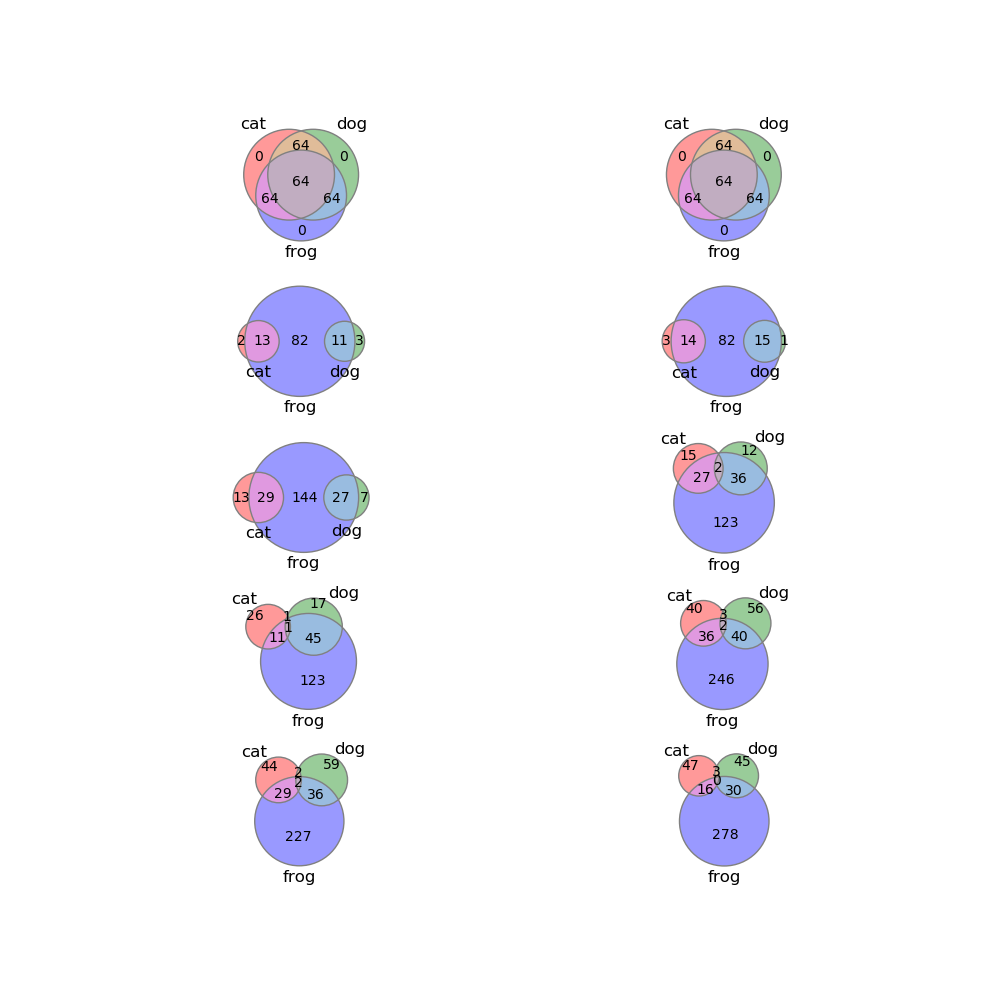 cat dog
64
0 0
64
64 64
0
frog
cat dog
64
0 0
64
64 64
0
frog
2 13 82 11 3
cat dog
frog
3 14 82 15 1
cat dog
frog
13 29 144 27 7
cat dog
frog
cat dog
15 12
2
27 36
123
frog
cat dog
26 1 17
1
11 45
123
frog
cat dog
40 3 56
2
36 40
246
frog
cat dog
44 2 59
2
29 36
227
frog
cat dog
47 3 45
0
16 30
278
frog